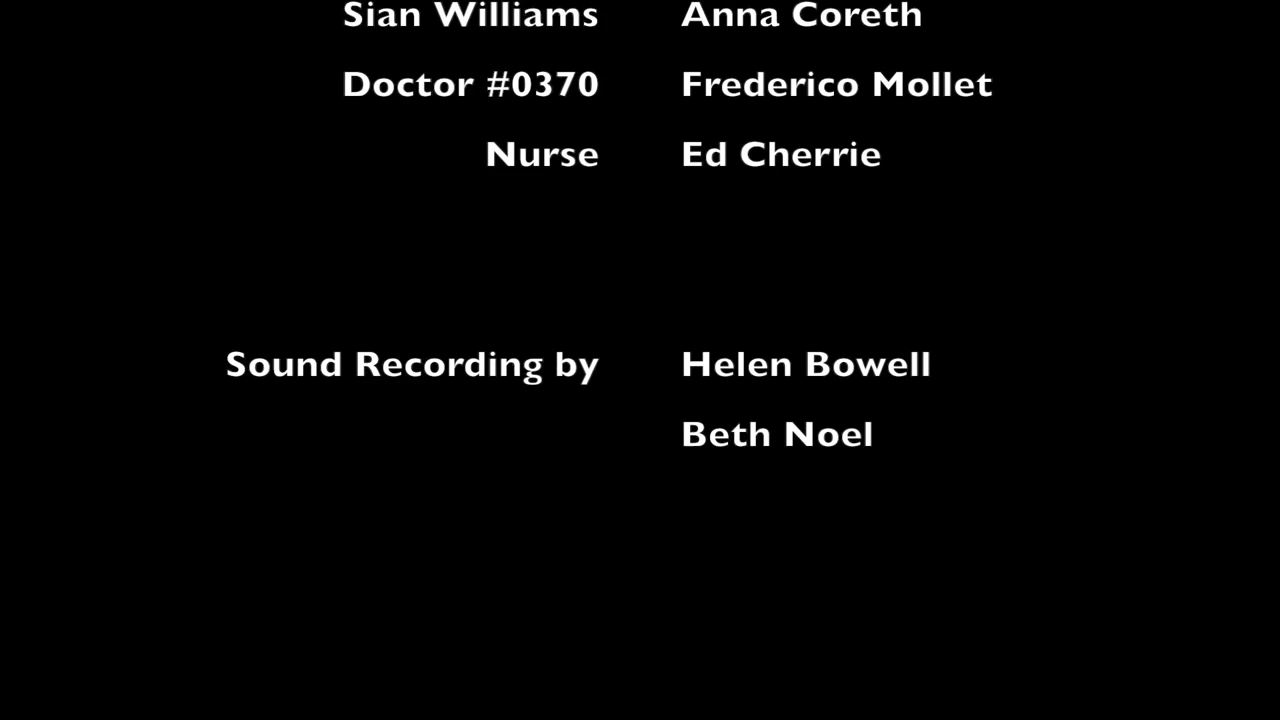 Sian Williams Anna Coreth
Doctor #0370 Frederico Mollet
Nurse Ed Cherrie
Sound Recording by Helen Bowell
Beth Noel